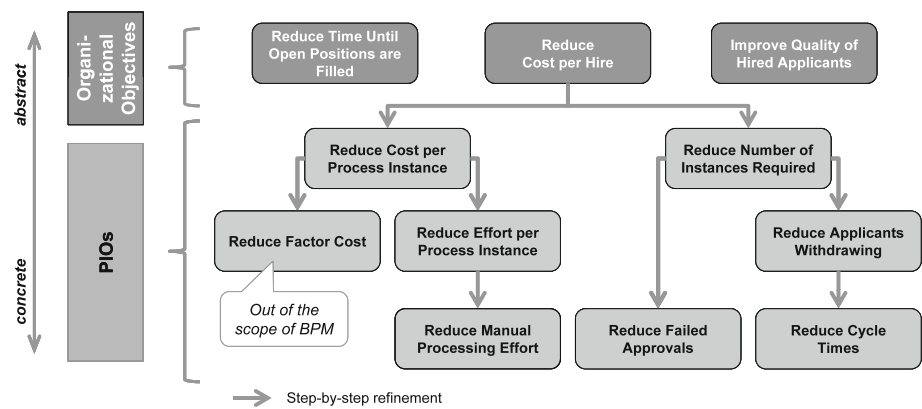 abstract
concrete
Organi-
zational
Objectives
PIOs
Reduce Time Until
Open Positions are
Filled
Reduce
Cost per Hire
Improve Quality of
Hired Applicants
Reduce Cost per
Process Instance
Reduce Number of
Instances Required
Reduce Factor Cost
Reduce Effort per
Process Instance
Reduce Applicants
Withdrawing
Out of the
scope of BPM
Reduce Manual
Processing Effort
Reduce Failed
Approvals
Reduce Cycle
Times
Step-by-step refinement